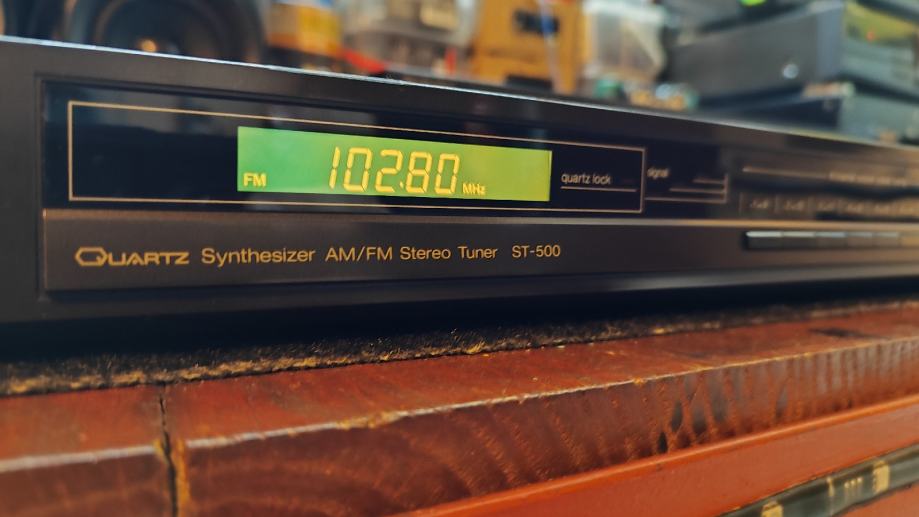 FM 102.80 MHz
quartz lock
signal
QUARTZ Synthesizer AM/FM Stereo Tuner ST-500